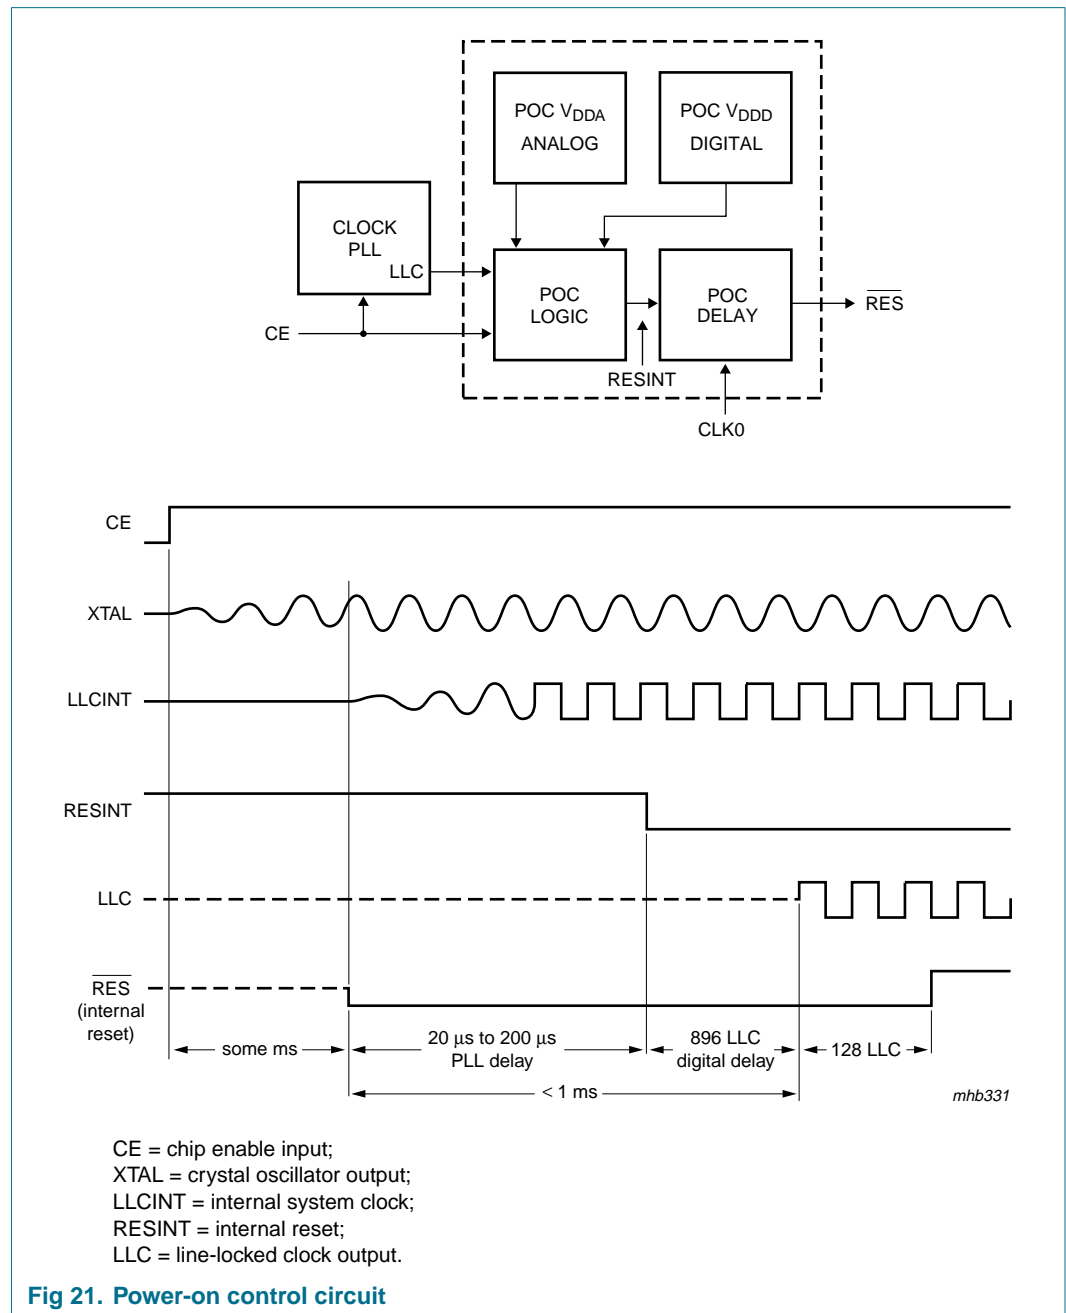 POC VDDA
ANALOG
POC VDDD
DIGITAL
CLOCK
PLL
LLC
POC
LOGIC
POC
DELAY
RES
CE
RESINT
CLK0
CE
XTAL
LLCINT
RESINT
LLC
RES
(internal
reset)
some ms
20 μs to 200 μs
PLL delay
896 LLC
digital delay
128 LLC
< 1 ms
mhb331
CE = chip enable input;
XTAL = crystal oscillator output;
LLCINT = internal system clock;
RESINT = internal reset;
LLC = line-locked clock output.
Fig 21. Power-on control circuit